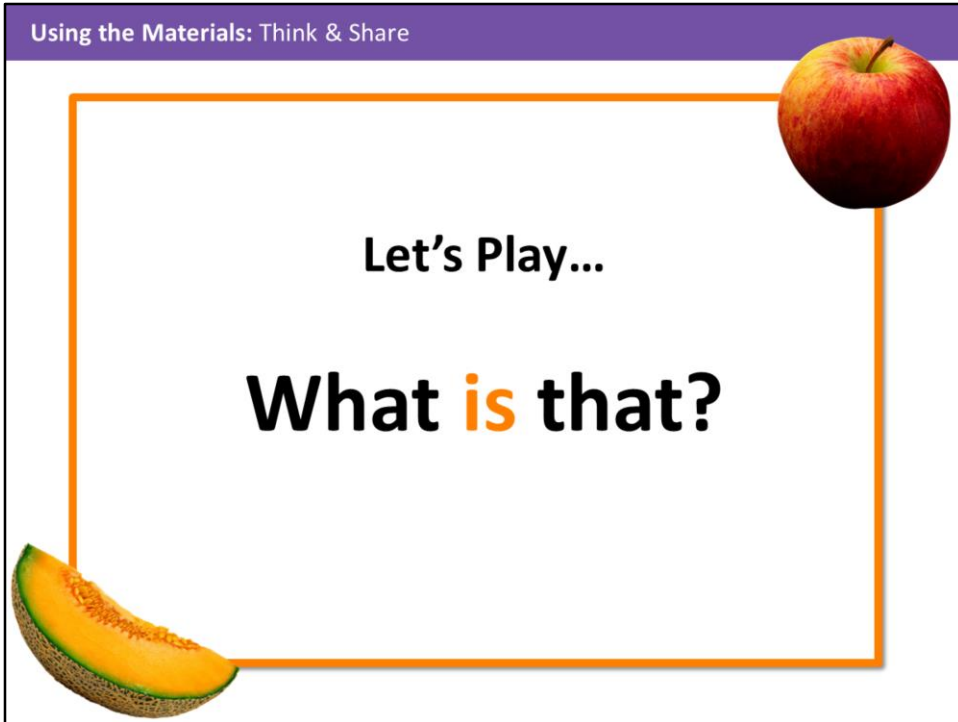 Using the Materials: Think & Share
Let's Play...
What is that?